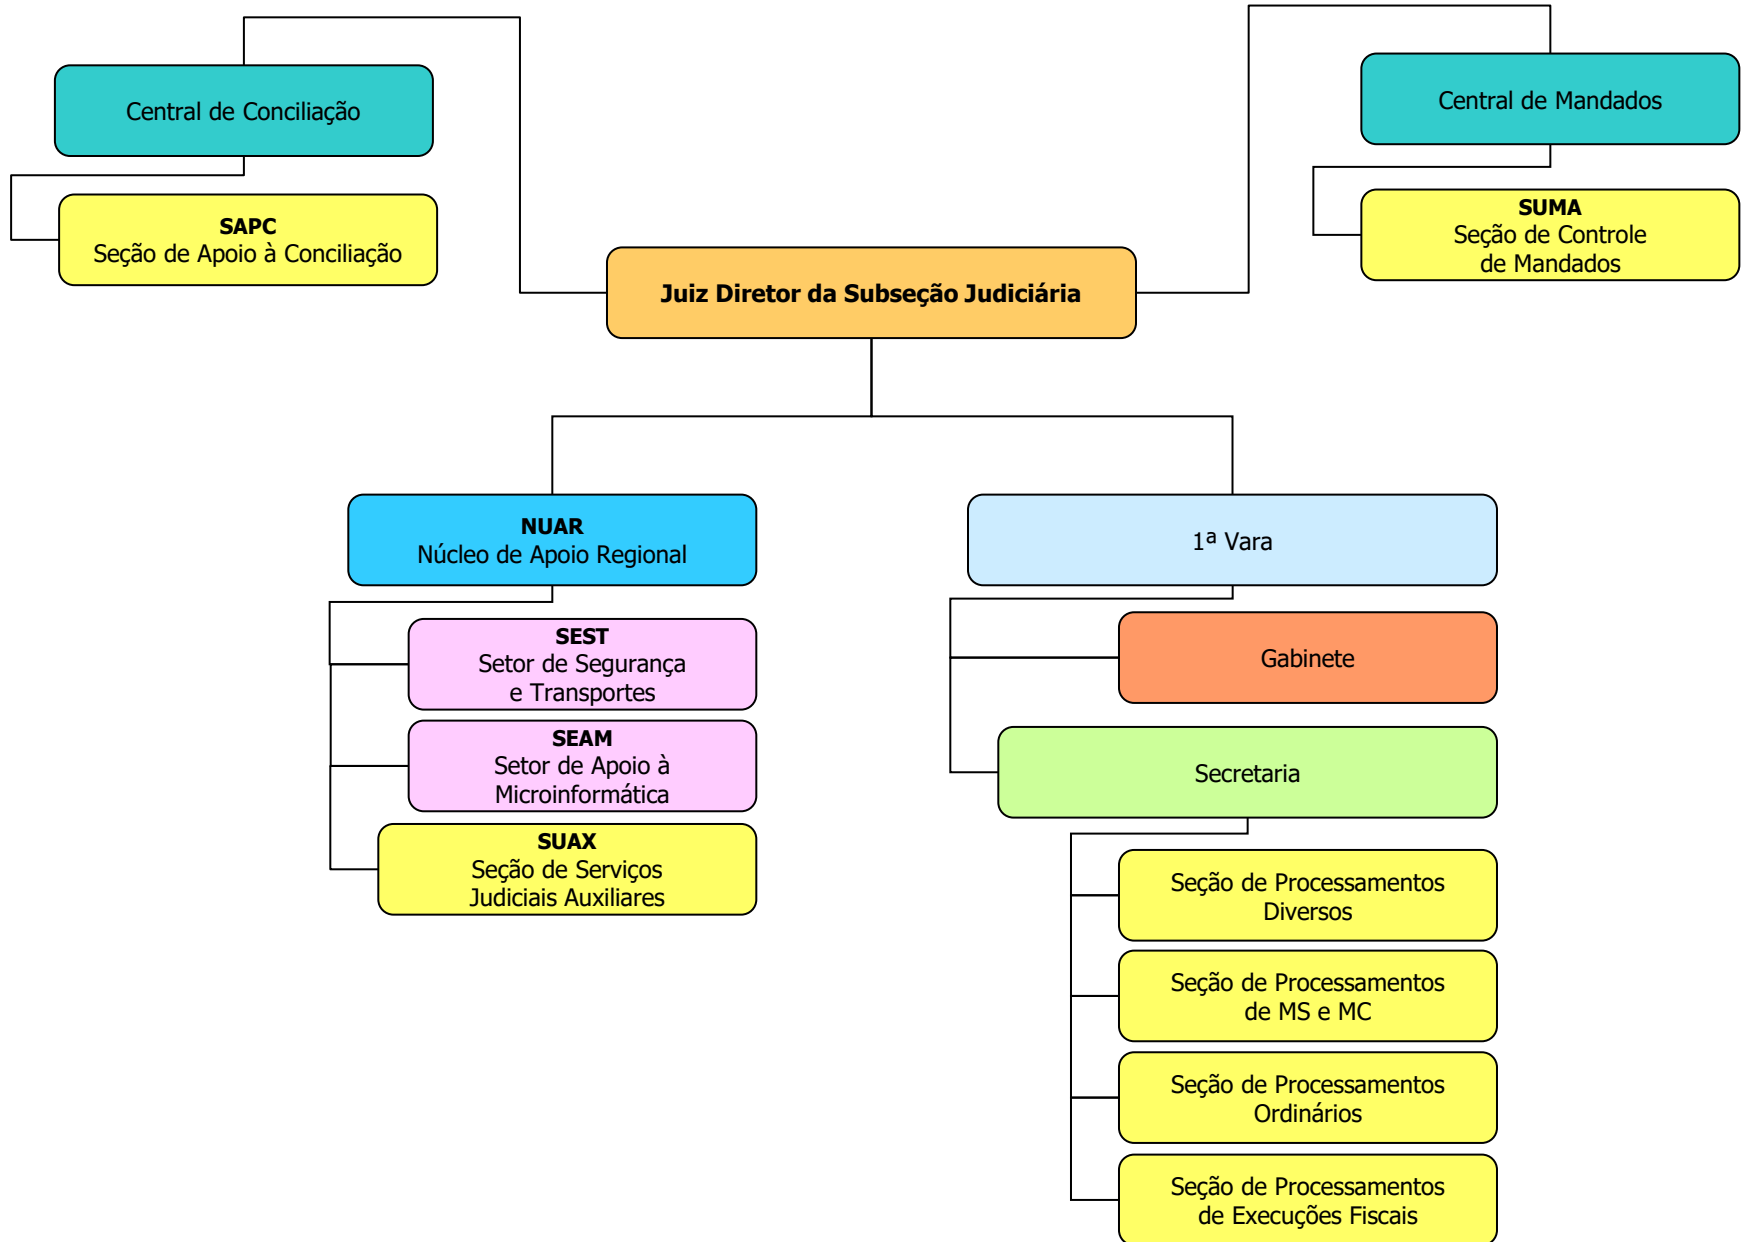 Central de Conciliação
Central de Mandados
SAPC
Seção de Apoio à Conciliação
SUMA
Seção de Controle
de Mandados
Juiz Diretor da Subseção Judiciária
NUAR
Núcleo de Apoio Regional
1ª Vara
SEST
Setor de Segurança
e Transportes
Gabinete
SEAM
Setor de Apoio à
Microinformática
Secretaria
SUAX
Seção de Serviços
Judiciais Auxiliares
Seção de Processamentos
Diversos
Seção de Processamentos
de MS e MC
Seção de Processamentos
Ordinários
Seção de Processamentos
de Execuções Fiscais